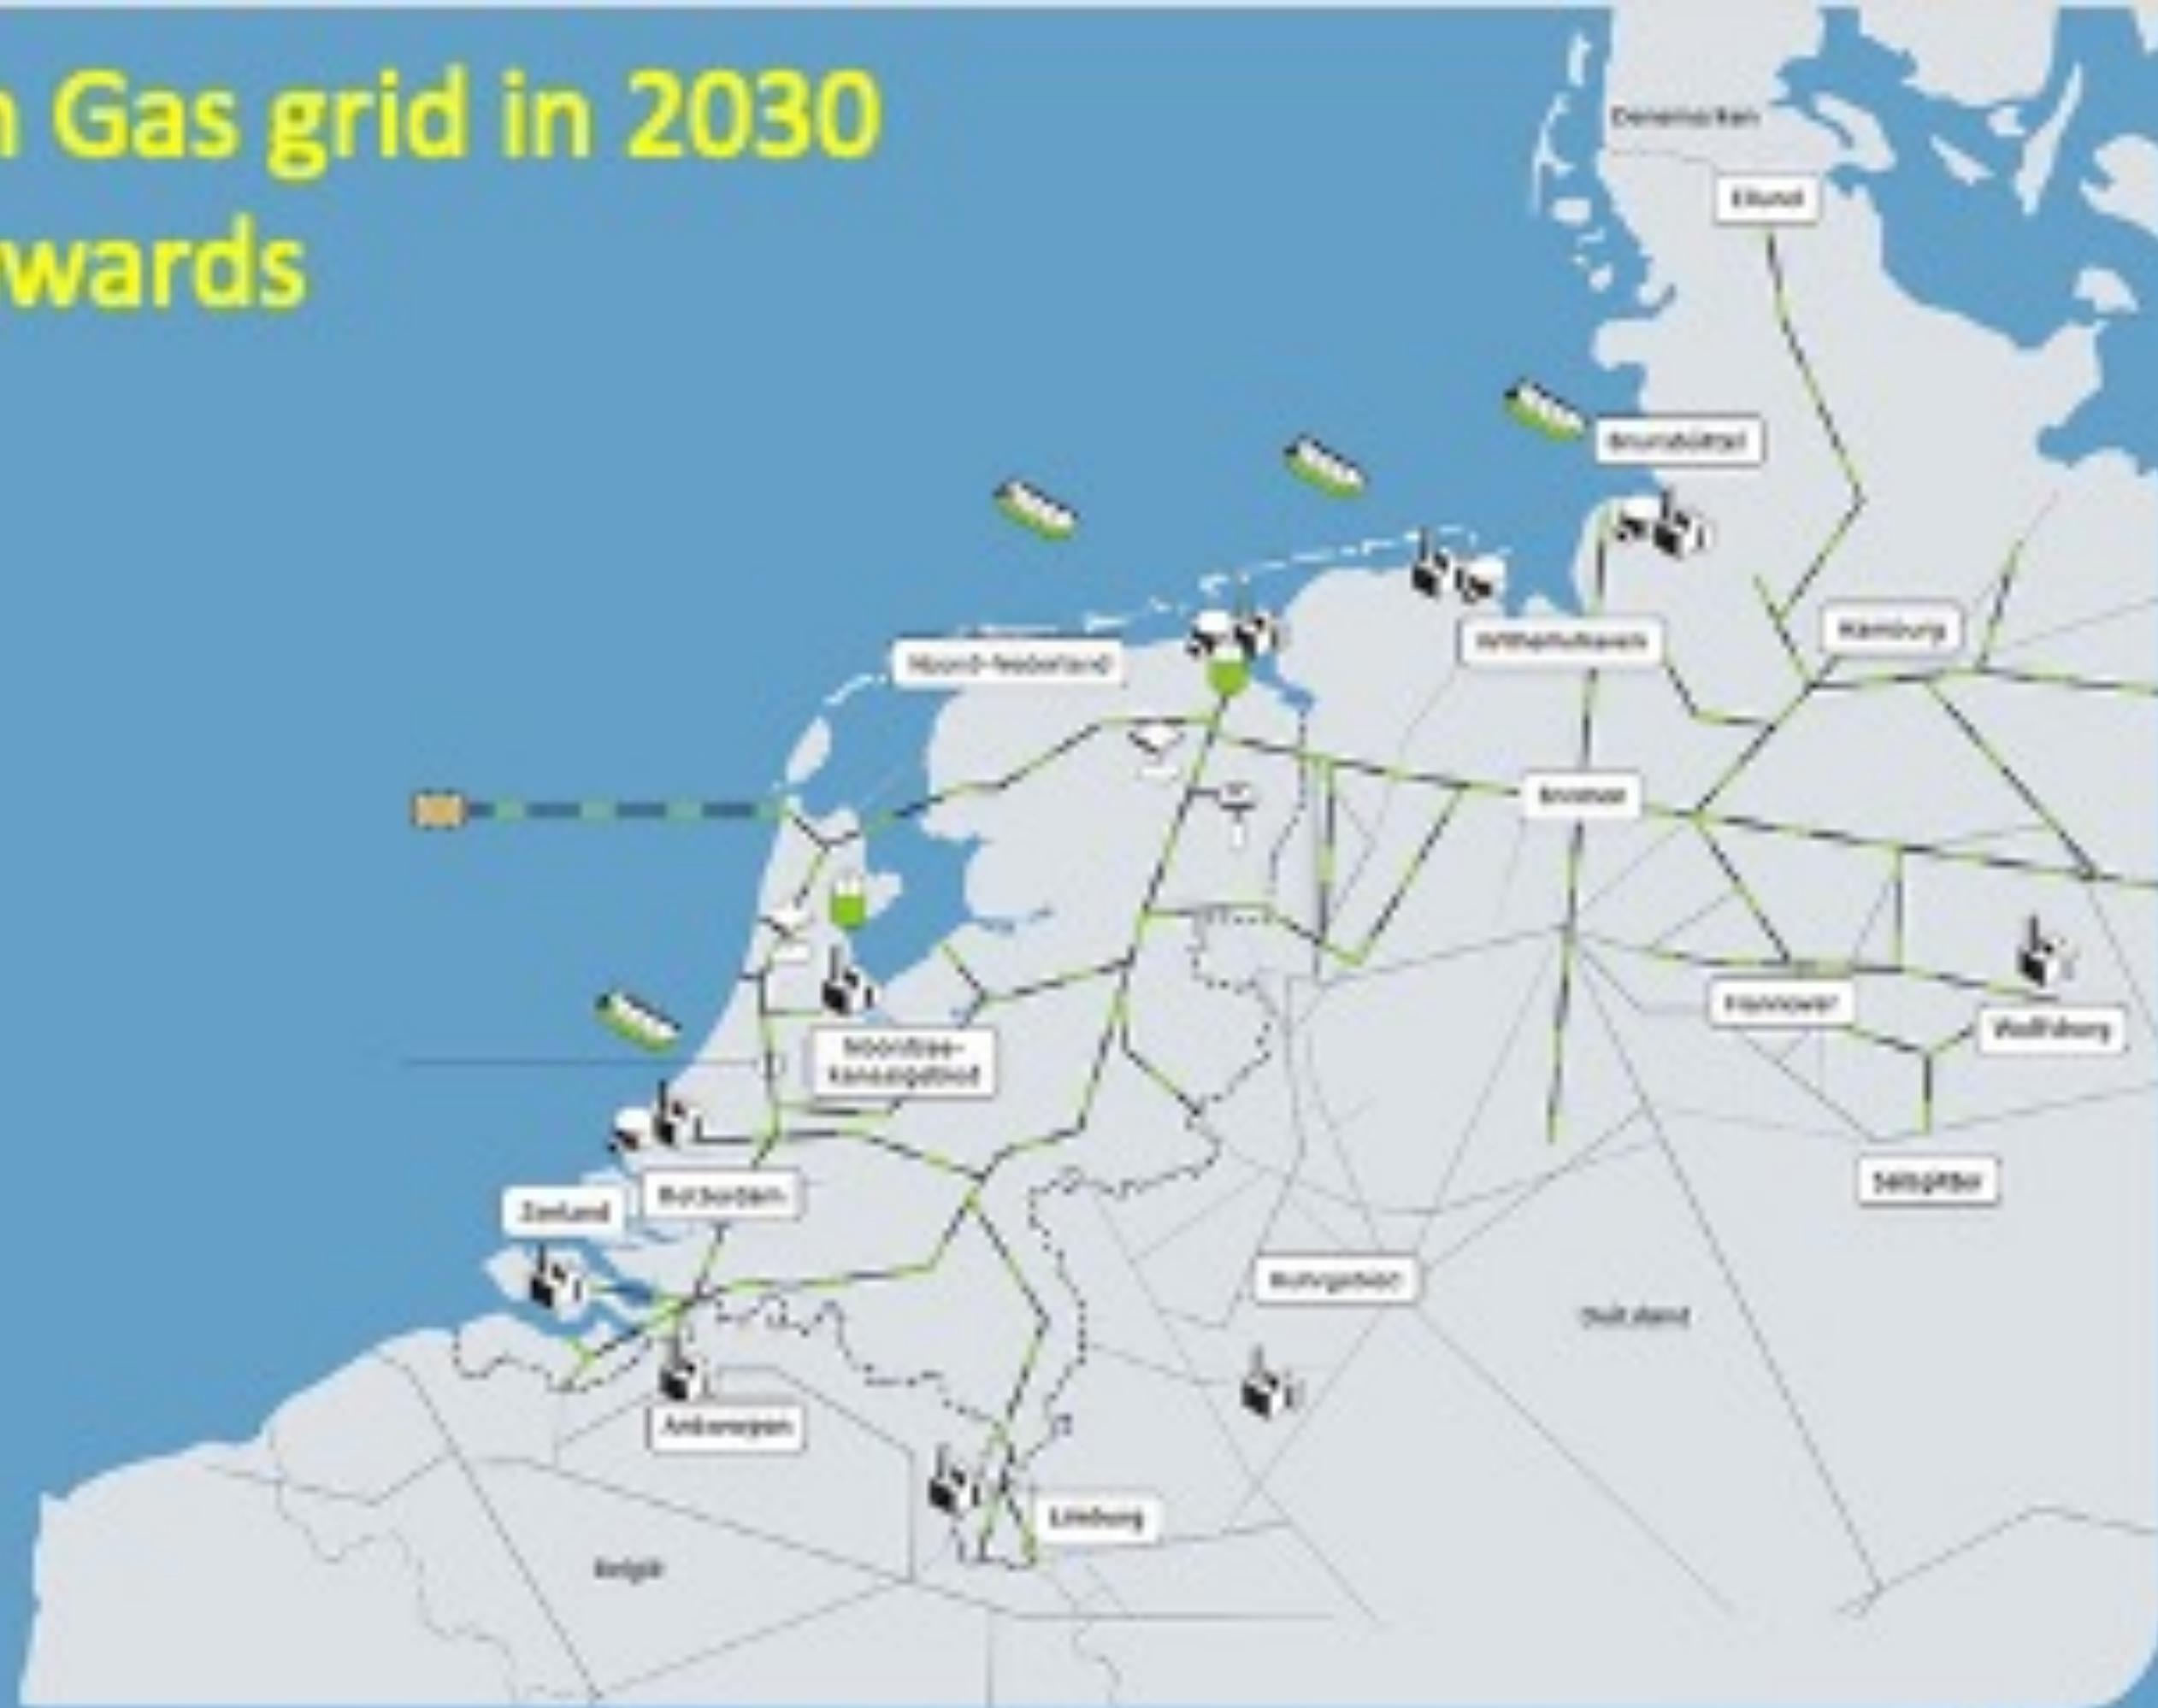 n Gas grid in 2030
wards
Denemarken
Ellund
Brunsbüttel
Noord-Nederland
Wilhelmshaven
Hamburg
Bremen
Hannover
Wolfsburg
Noordzee-
kanaalgebied
Salzgitter
Zeeland
Rotterdam
Ruhrgebied
Duitsland
Antwerpen
Limburg
België